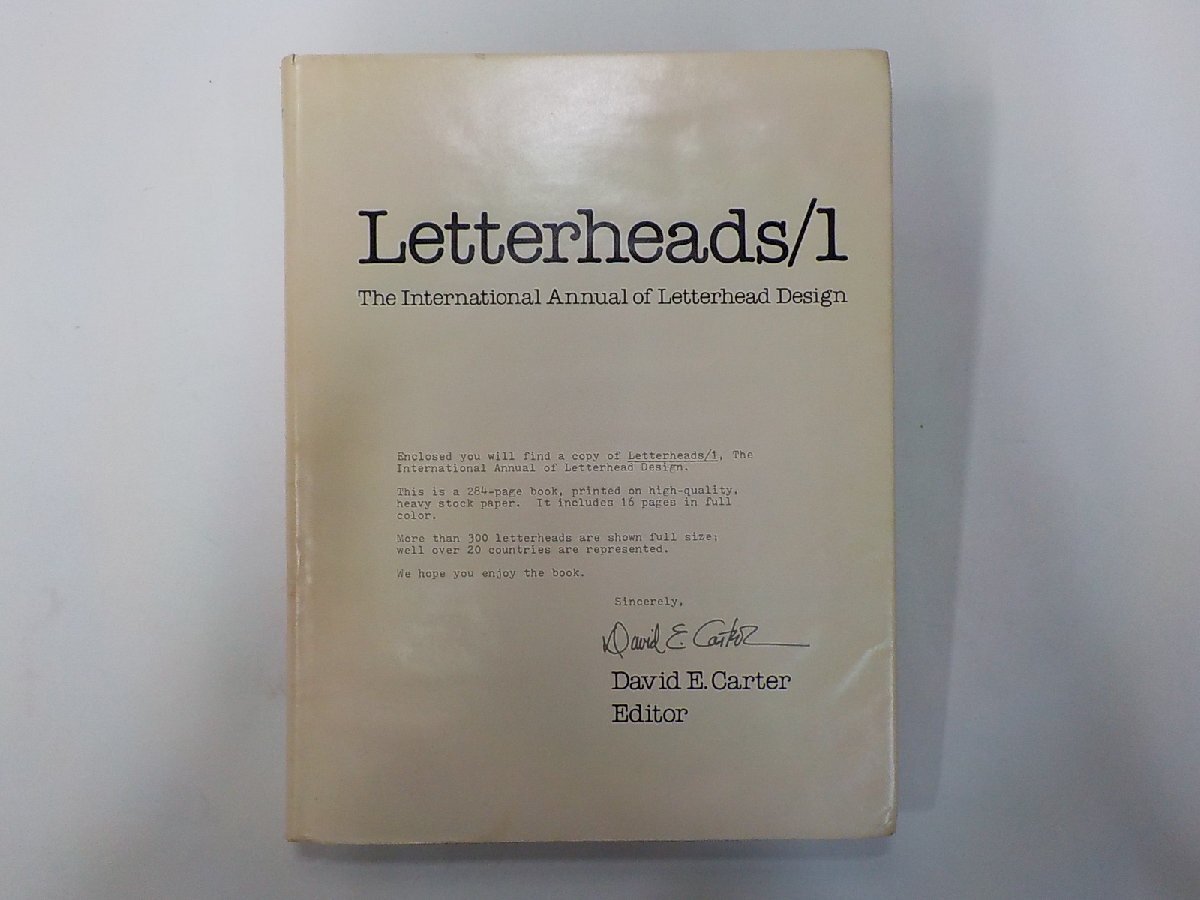 Letterheads/1
The International Annual of Letterhead Design
Enclosed you will find a copy of Letterheads/1, The
International Annual of Letterhead Design.
This is a 284-page book, printed on high-quality,
heavy stock paper. It includes 16 pages in full
color.
More than 300 letterheads are shown full size;
well over 20 countries are represented.
We hope you enjoy the book.
Sincerely,
David E. Carter
David E. Carter
Editor